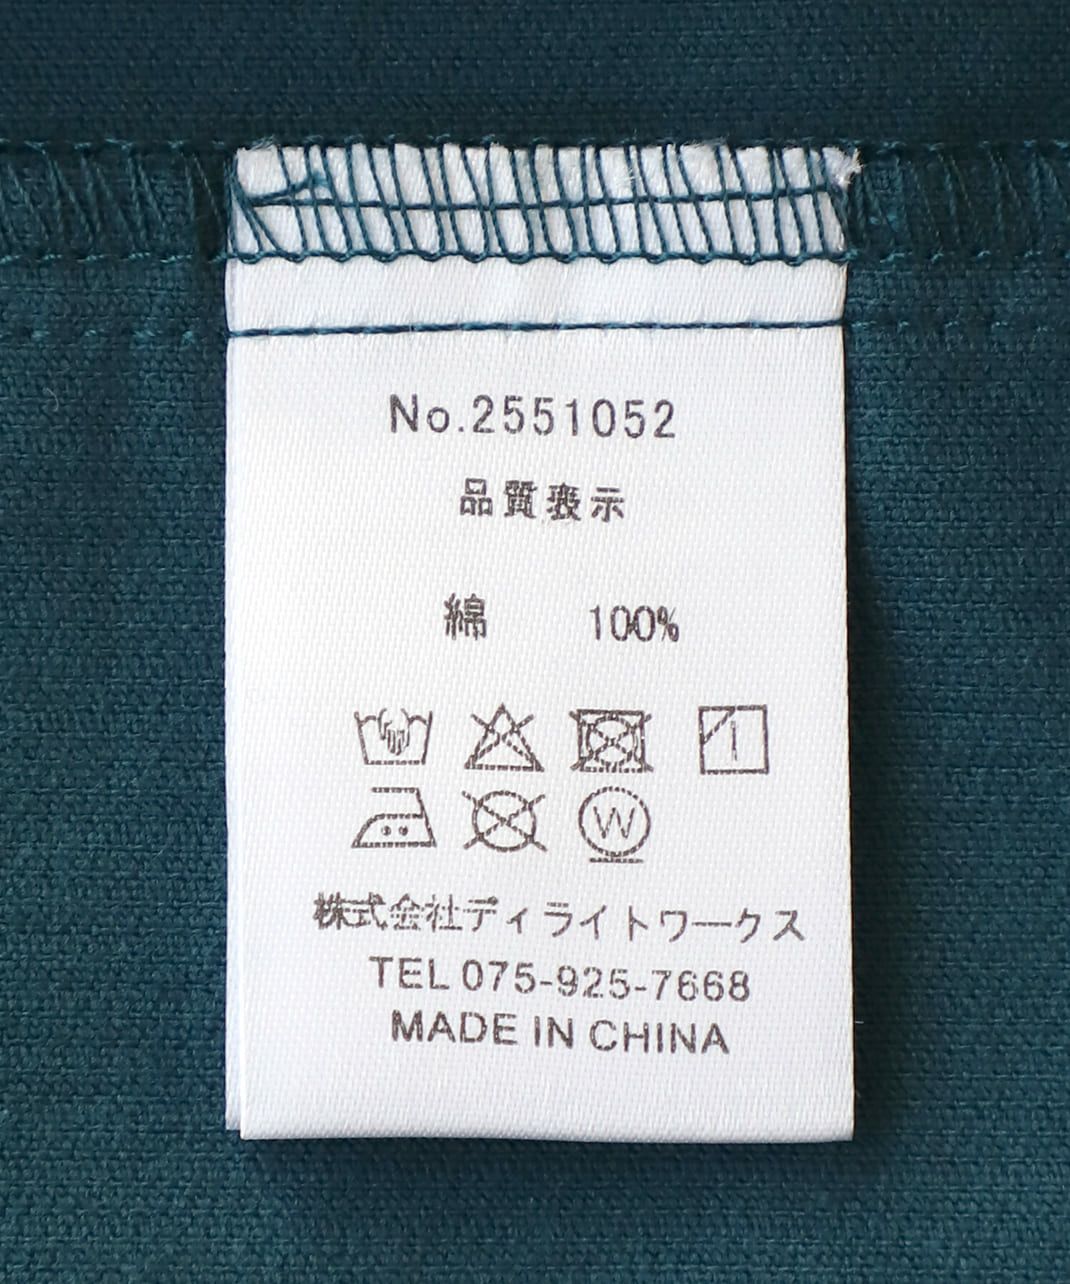 No.2551052
品質表示
綿 100%
W
株式会社ディライトワークス
TEL 075-925-7668
MADE IN CHINA